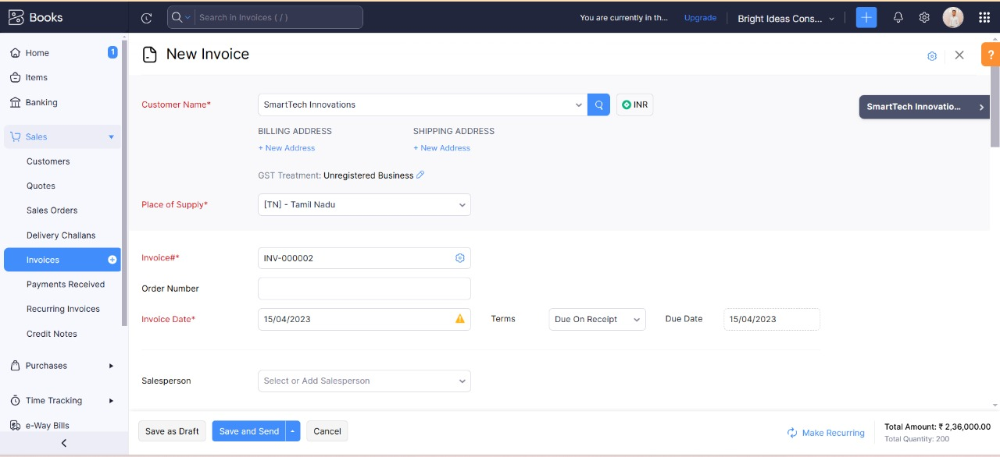 Books
Search in Invoices ( / )
You are currently in th...
Upgrade
Bright Ideas Cons...
Home
1
Items
Banking
Sales
Customers
Quotes
Sales Orders
Delivery Challans
Invoices
Payments Received
Recurring Invoices
Credit Notes
Purchases
Time Tracking
e-Way Bills
New Invoice
?
Customer Name*
SmartTech Innovations
INR
SmartTech Innovatio...
BILLING ADDRESS
SHIPPING ADDRESS
+ New Address
+ New Address
GST Treatment: Unregistered Business
Place of Supply*
[TN] - Tamil Nadu
Invoice#*
INV-000002
Order Number
Invoice Date*
15/04/2023
Terms
Due On Receipt
Due Date
15/04/2023
Salesperson
Select or Add Salesperson
Save as Draft
Save and Send
Cancel
Make Recurring
Total Amount: ₹ 2,36,000.00
Total Quantity: 200